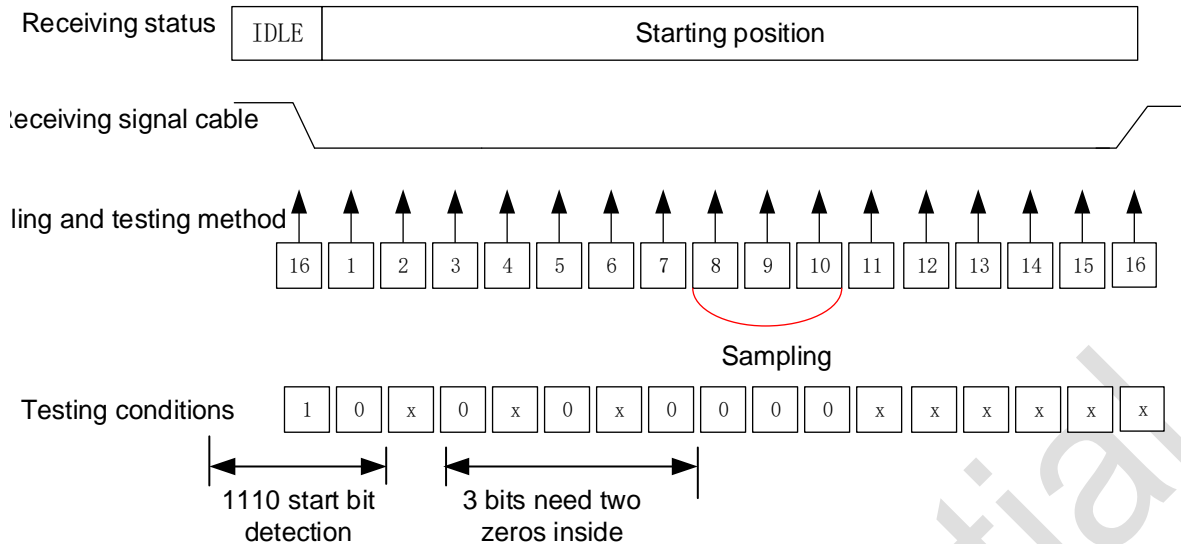 Receiving status
IDLE
Starting position
eceiving signal cable
ling and testing method
16 1 2 3 4 5 6 7 8 9 10 11 12 13 14 15 16
Sampling
Testing conditions
1 0 x 0 x 0 x 0 0 0 0 x x x x x x
1110 start bit
detection
3 bits need two
zeros inside
tial